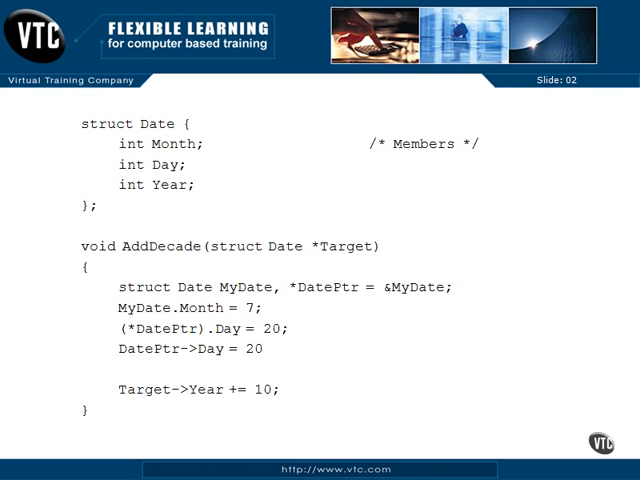 VTC
FLEXIBLE LEARNING
for computer based training
Virtual Training Company
Slide: 02
struct Date {
int Month; /* Members */
int Day;
int Year;
};
void AddDecade(struct Date *Target)
{
struct Date MyDate, *DatePtr = &MyDate;
MyDate.Month = 7;
(*DatePtr).Day = 20;
DatePtr->Day = 20
Target->Year += 10;
}
VTC
http://www.vtc.com